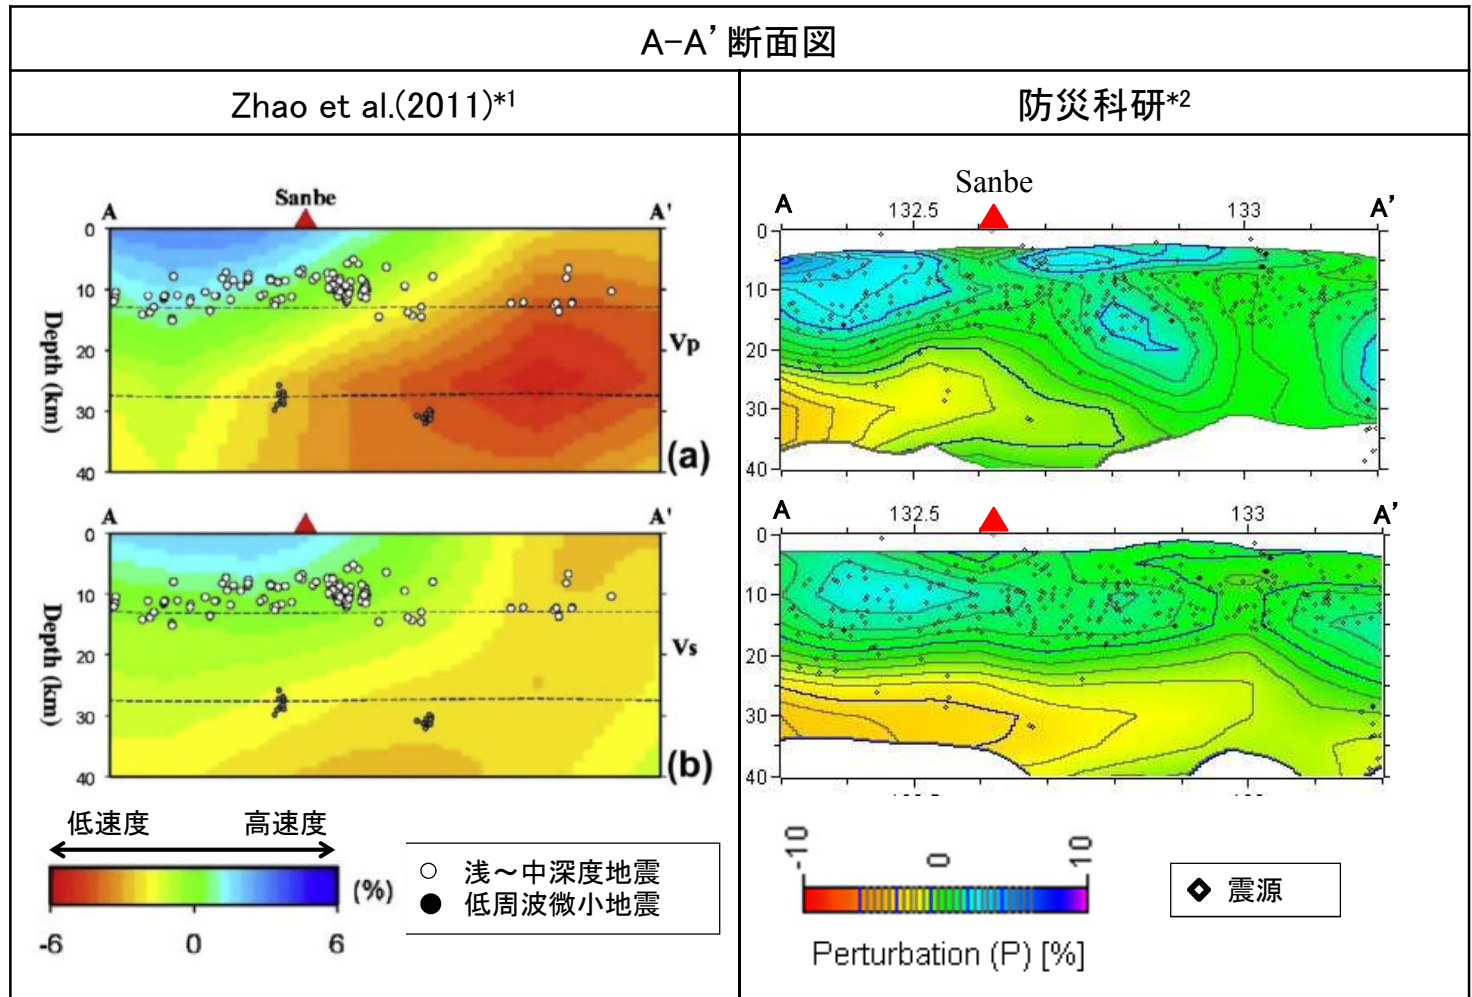 A-A’断面図
Zhao et al.(2011)*1
防災科研*2
Sanbe
A A'
0
10
20
30
40
Depth (km)
Vp
(a)
A A'
0
10
20
30
40
Depth (km)
Vs
(b)
低速度 高速度
(%)
-6 0 6
○ 浅～中深度地震
● 低周波微小地震
Sanbe
A 132.5 133 A’
0
10
20
30
40
A 132.5 133 A’
0
10
20
30
40
-10 0 10
Perturbation (P) [%]
震源